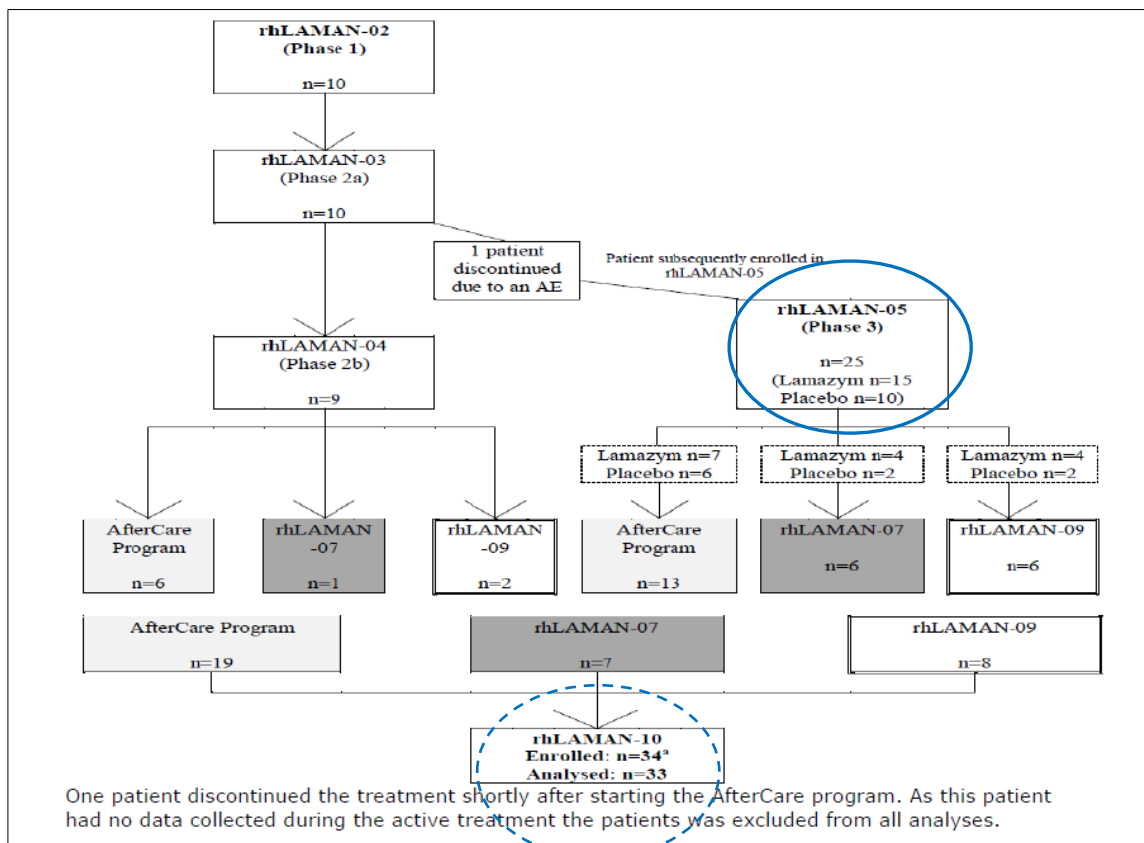 rhLAMAN-02
(Phase 1)
n=10
rhLAMAN-03
(Phase 2a)
n=10
1 patient
discontinued
due to an AE
Patient subsequently enrolled in
rhLAMAN-05
rhLAMAN-05
(Phase 3)
n=25
(Lamazym n=15
Placebo n=10)
rhLAMAN-04
(Phase 2b)
n=9
Lamazym n=7
Placebo n=6
Lamazym n=4
Placebo n=2
Lamazym n=4
Placebo n=2
AfterCare
Program
n=6
rhLAMAN
-07
n=1
rhLAMAN
-09
n=2
AfterCare
Program
n=13
rhLAMAN-07
n=6
rhLAMAN-09
n=6
AfterCare Program
n=19
rhLAMAN-07
n=7
rhLAMAN-09
n=8
rhLAMAN-10
Enrolled: n=34ᵃ
Analysed: n=33
One patient discontinued the treatment shortly after starting the AfterCare program. As this patient
had no data collected during the active treatment the patients was excluded from all analyses.